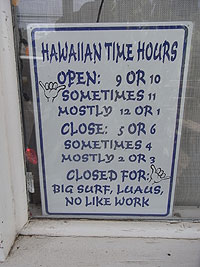 HAWAIIAN TIME HOURS
OPEN: 9 OR 10
SOMETIMES 11
MOSTLY 12 OR 1
CLOSE: 5 OR 6
SOMETIMES 4
MOSTLY 2 OR 3
CLOSED FOR:
BIG SURF, LUAUS,
NO LIKE WORK